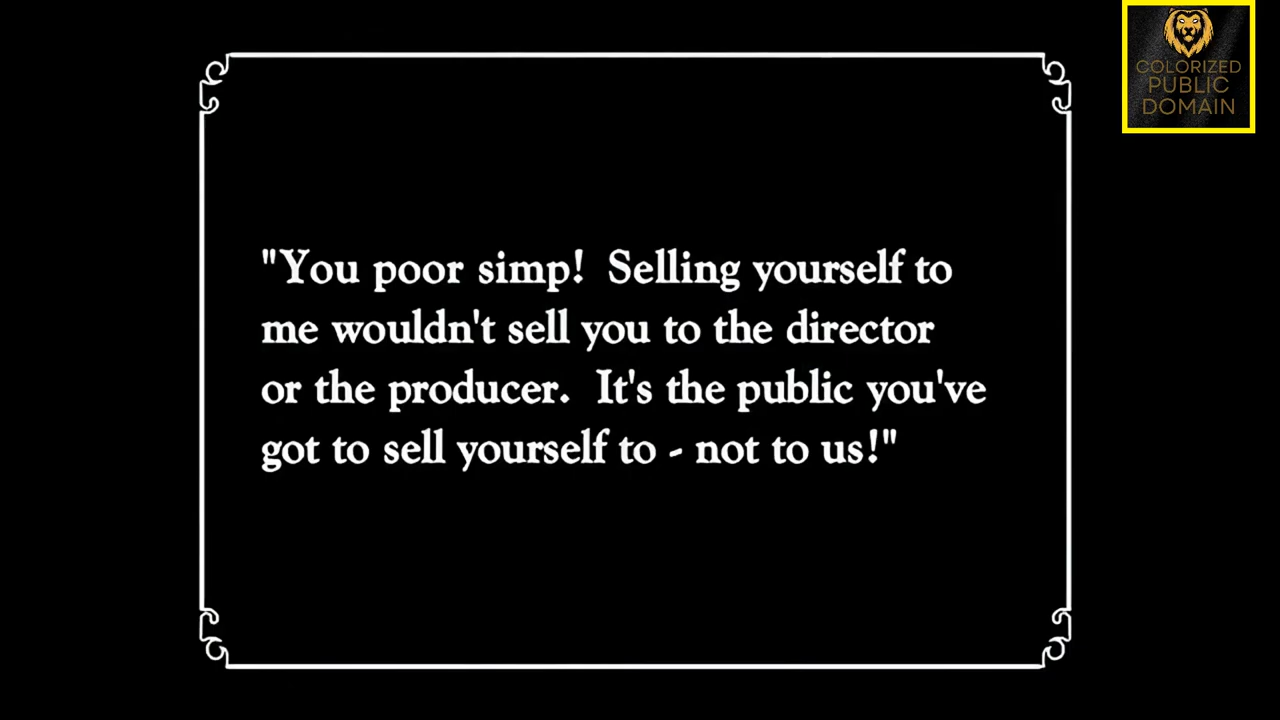 COLORIZED
PUBLIC
DOMAIN
"You poor simp! Selling yourself to
me wouldn't sell you to the director
or the producer. It's the public you've
got to sell yourself to - not to us!"